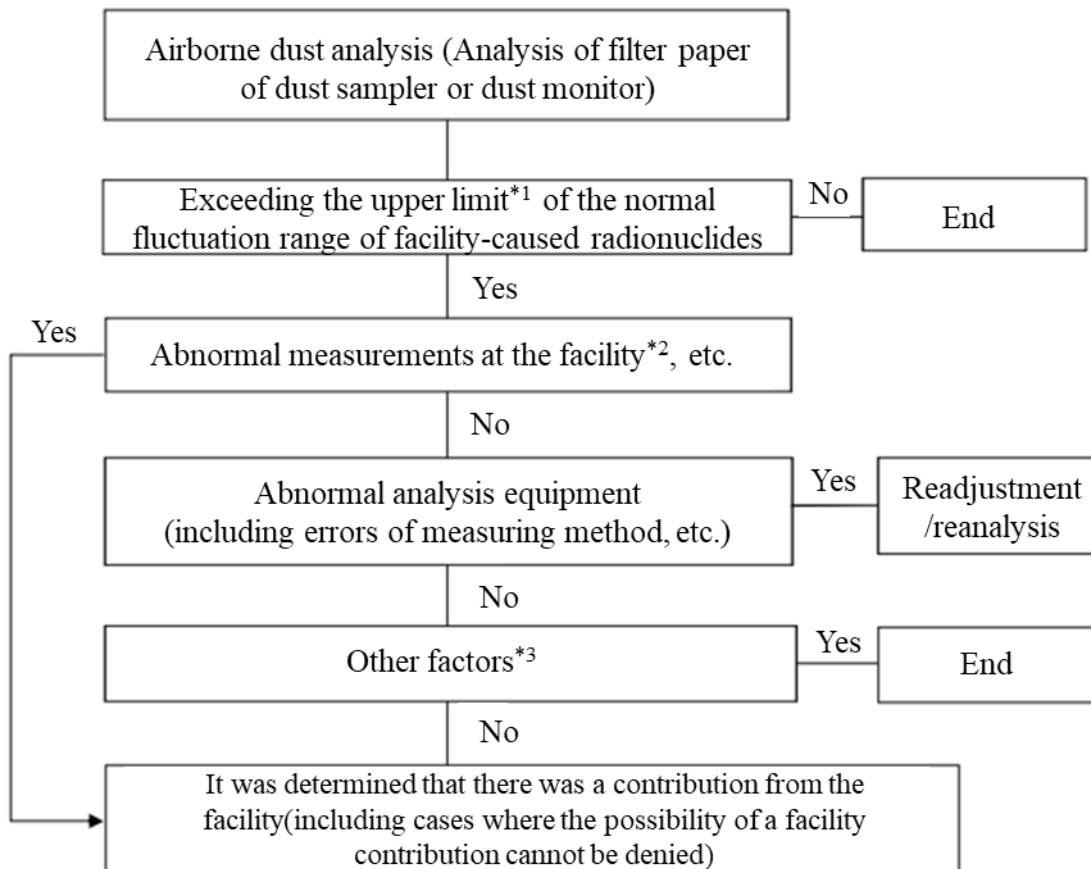 Airborne dust analysis (Analysis of filter paper
of dust sampler or dust monitor)
Exceeding the upper limit*1 of the normal
fluctuation range of facility-caused radionuclides
No
End
Yes
Yes
Abnormal measurements at the facility*2, etc.
No
Abnormal analysis equipment
(including errors of measuring method, etc.)
Yes
Readjustment
/reanalysis
No
Other factors*3
Yes
End
No
It was determined that there was a contribution from the
facility(including cases where the possibility of a facility
contribution cannot be denied)